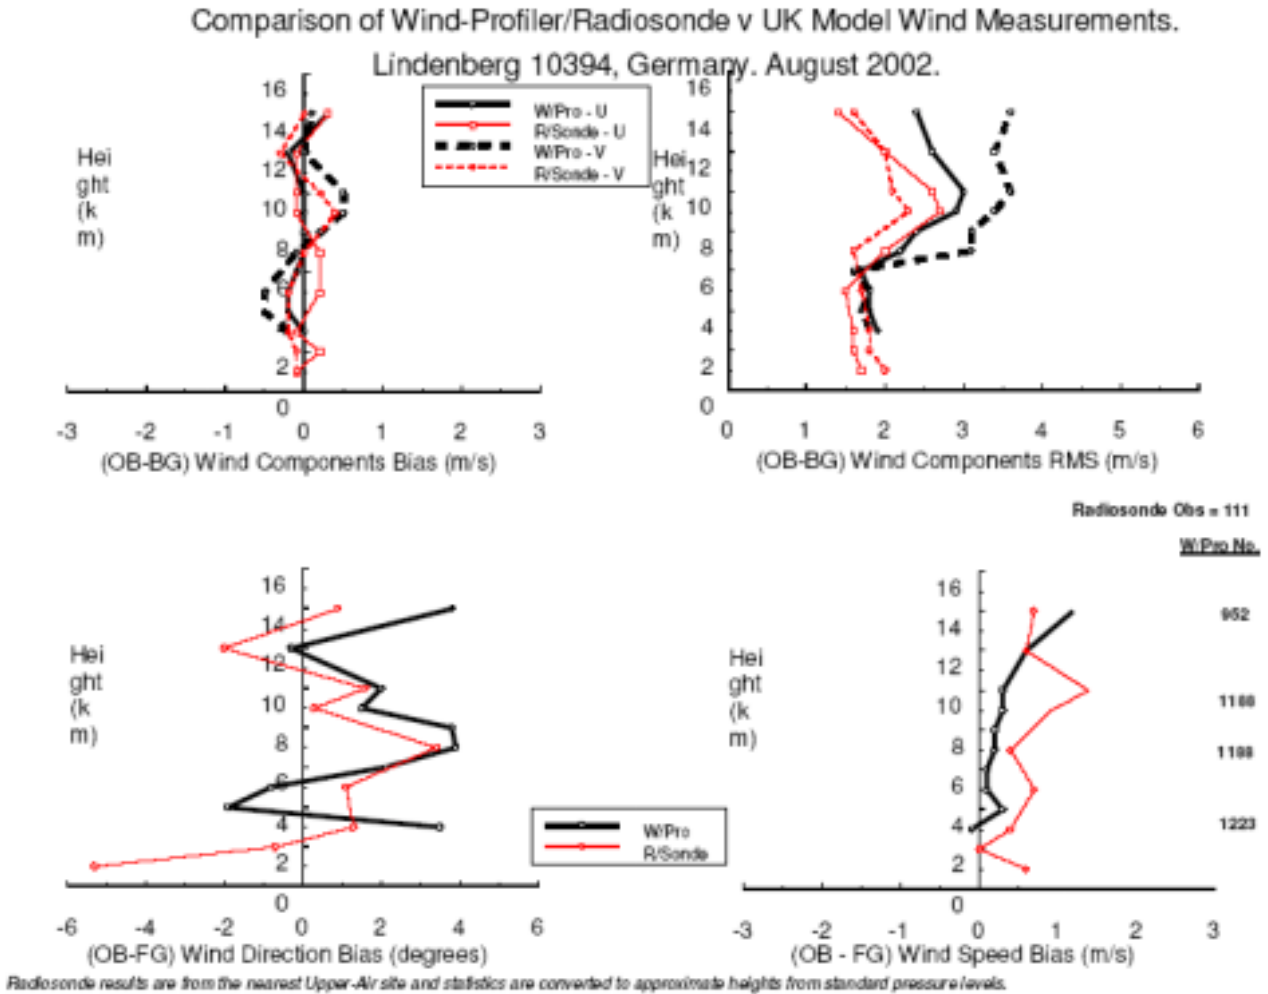 Comparison of Wind-Profiler/Radiosonde v UK Model Wind Measurements.
Lindenberg 10394, Germany. August 2002.
Hei
ght
(k
m)
16
14
12
10
8
6
4
2
0
-3 -2 -1 0 1 2 3
(OB-BG) Wind Components Bias (m/s)
W/Pro - U
R/Sonde - U
W/Pro - V
R/Sonde - V
Hei
ght
(k
m)
16
14
12
10
8
6
4
2
0
0 1 2 3 4 5 6
(OB-BG) Wind Components RMS (m/s)
Radiosonde Obs = 111
W/Pro No.
Hei
ght
(k
m)
16
14
12
10
8
6
4
2
0
-6 -4 -2 0 2 4 6
(OB-FG) Wind Direction Bias (degrees)
W/Pro
R/Sonde
Hei
ght
(k
m)
16
14
12
10
8
6
4
2
0
-3 -2 -1 0 1 2 3
(OB - FG) Wind Speed Bias (m/s)
952
1188
1198
1223
Radiosonde results are from the nearest Upper-Air site and statistics are converted to approximate heights from standard pressure levels.